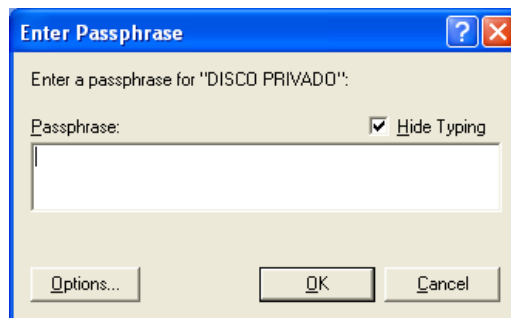 Enter Passphrase
Enter a passphrase for "DISCO PRIVADO":
Passphrase: Hide Typing
Options... OK Cancel